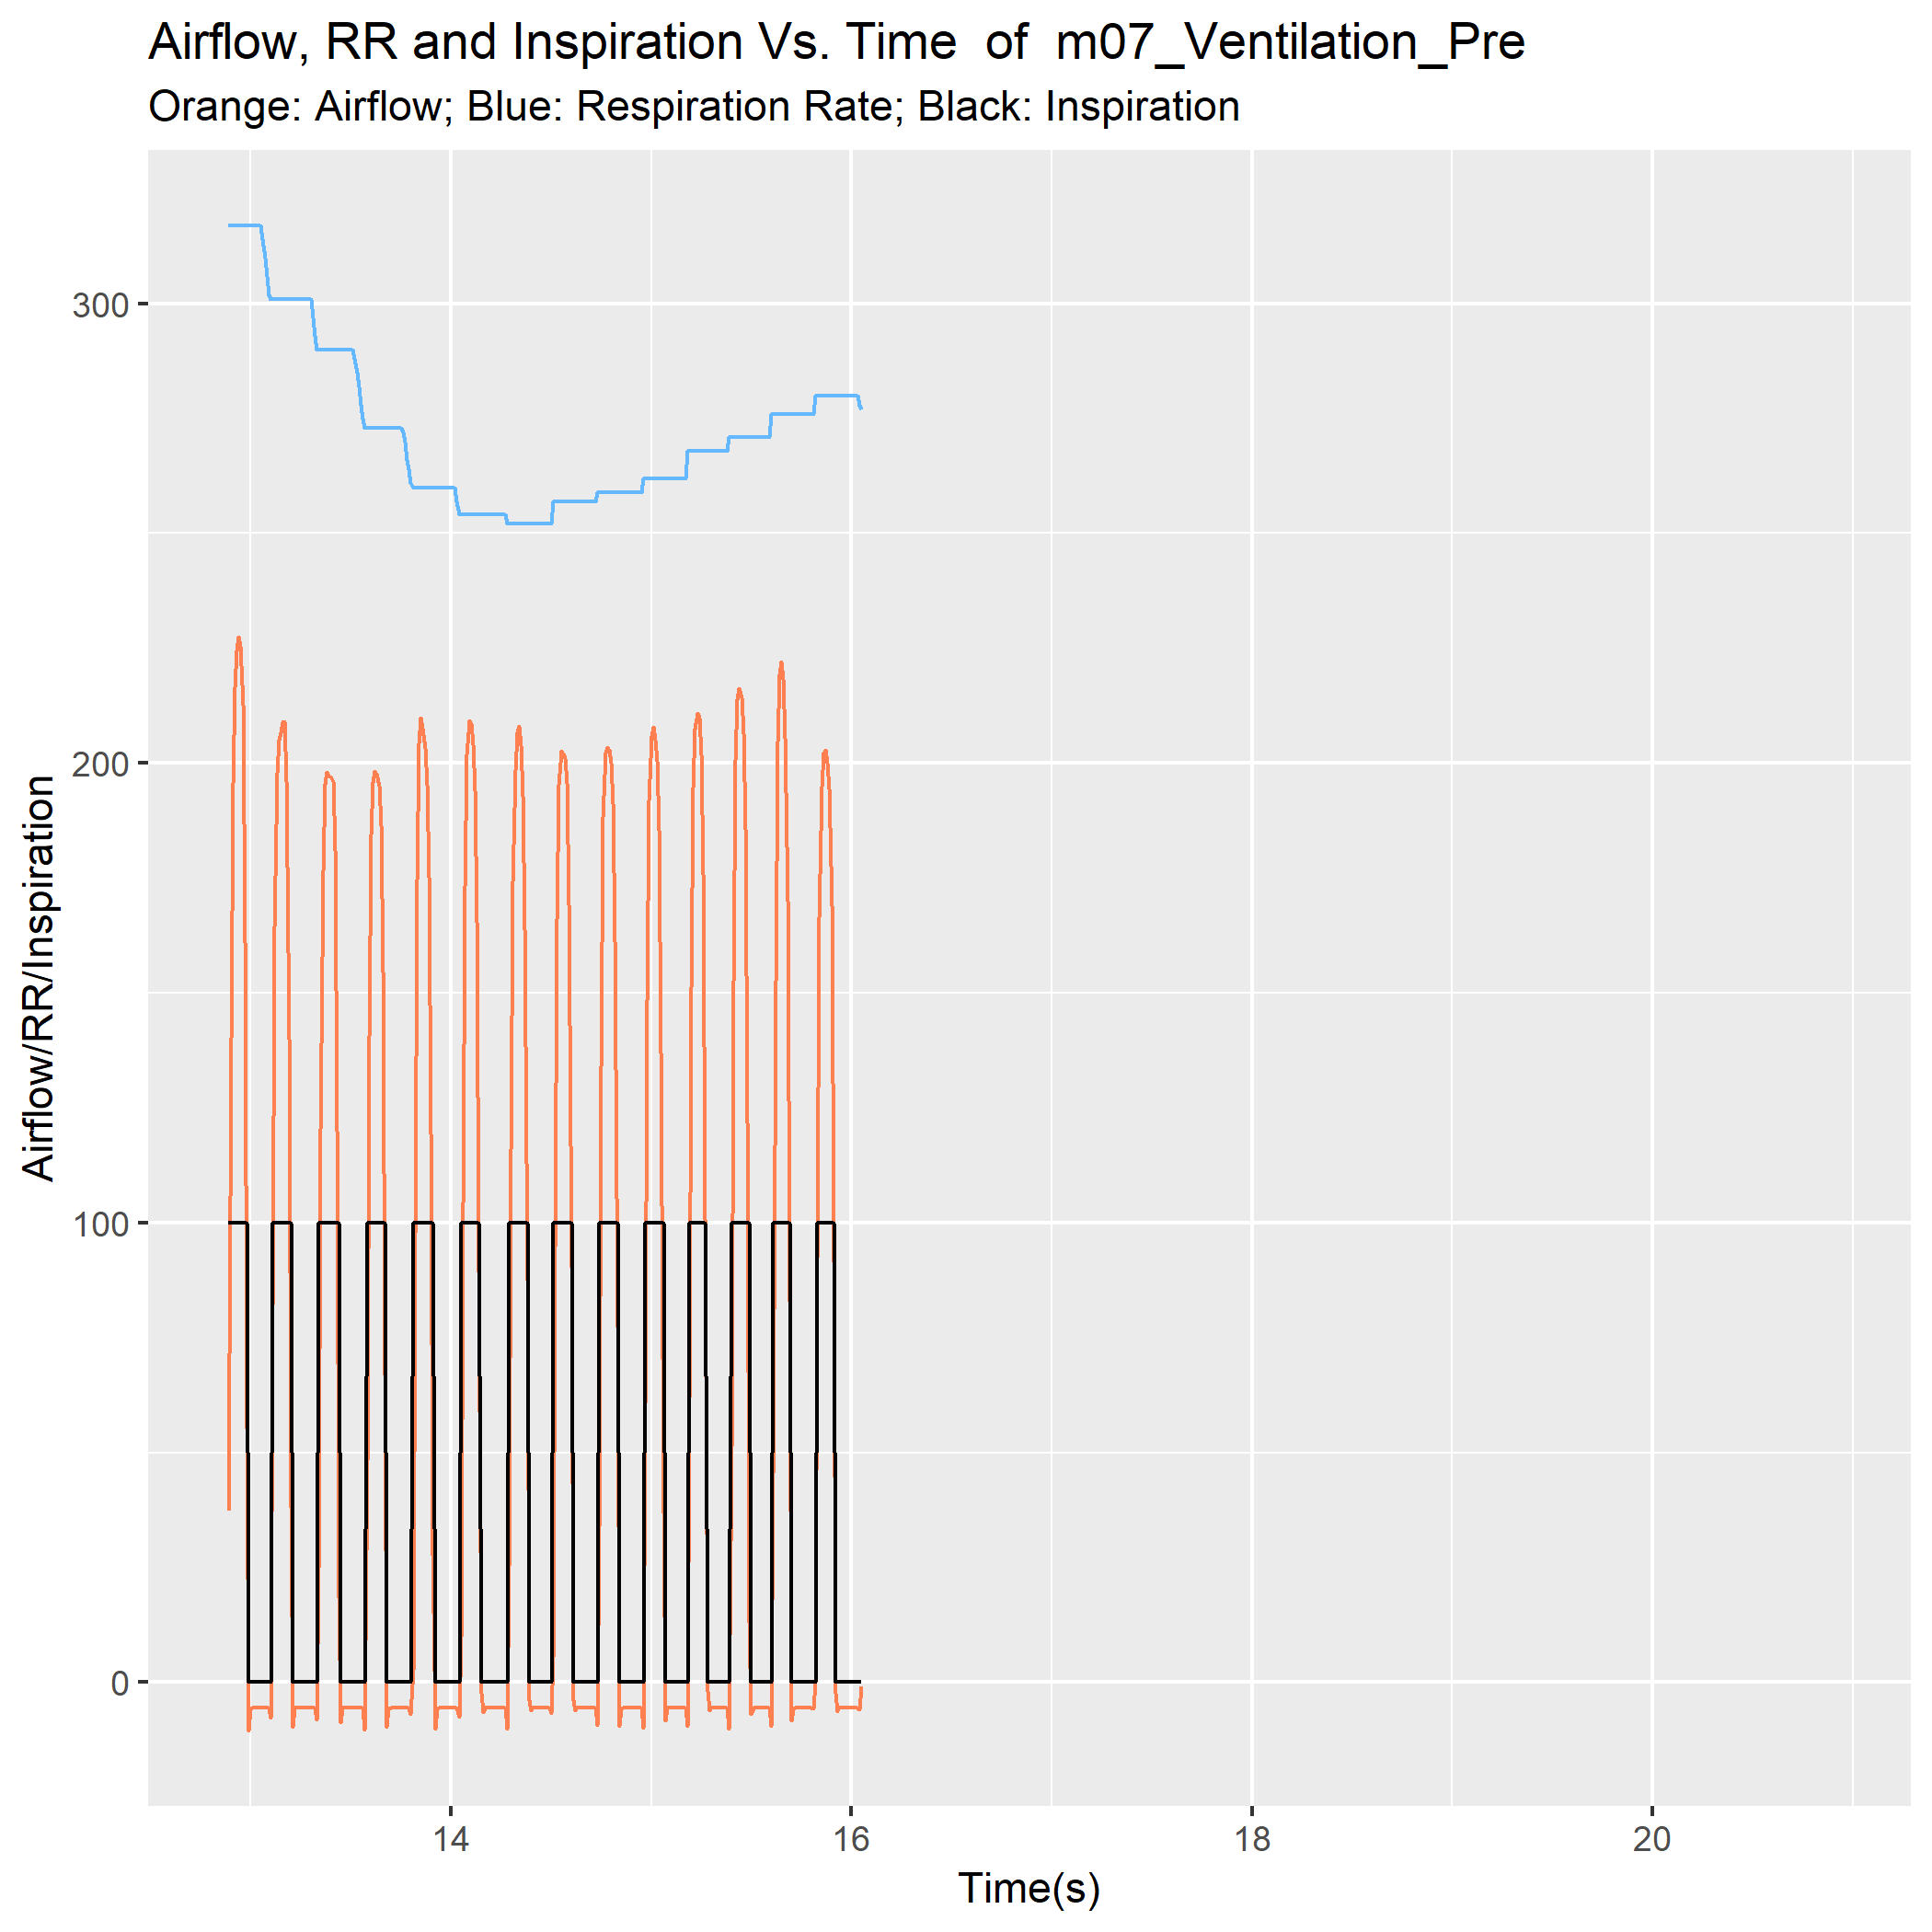 Airflow, RR and Inspiration Vs. Time  of  m07_Ventilation_Pre
Orange: Airflow; Blue: Respiration Rate; Black: Inspiration
Airflow/RR/Inspiration
300
200
100
0
14 16 18 20
Time(s)